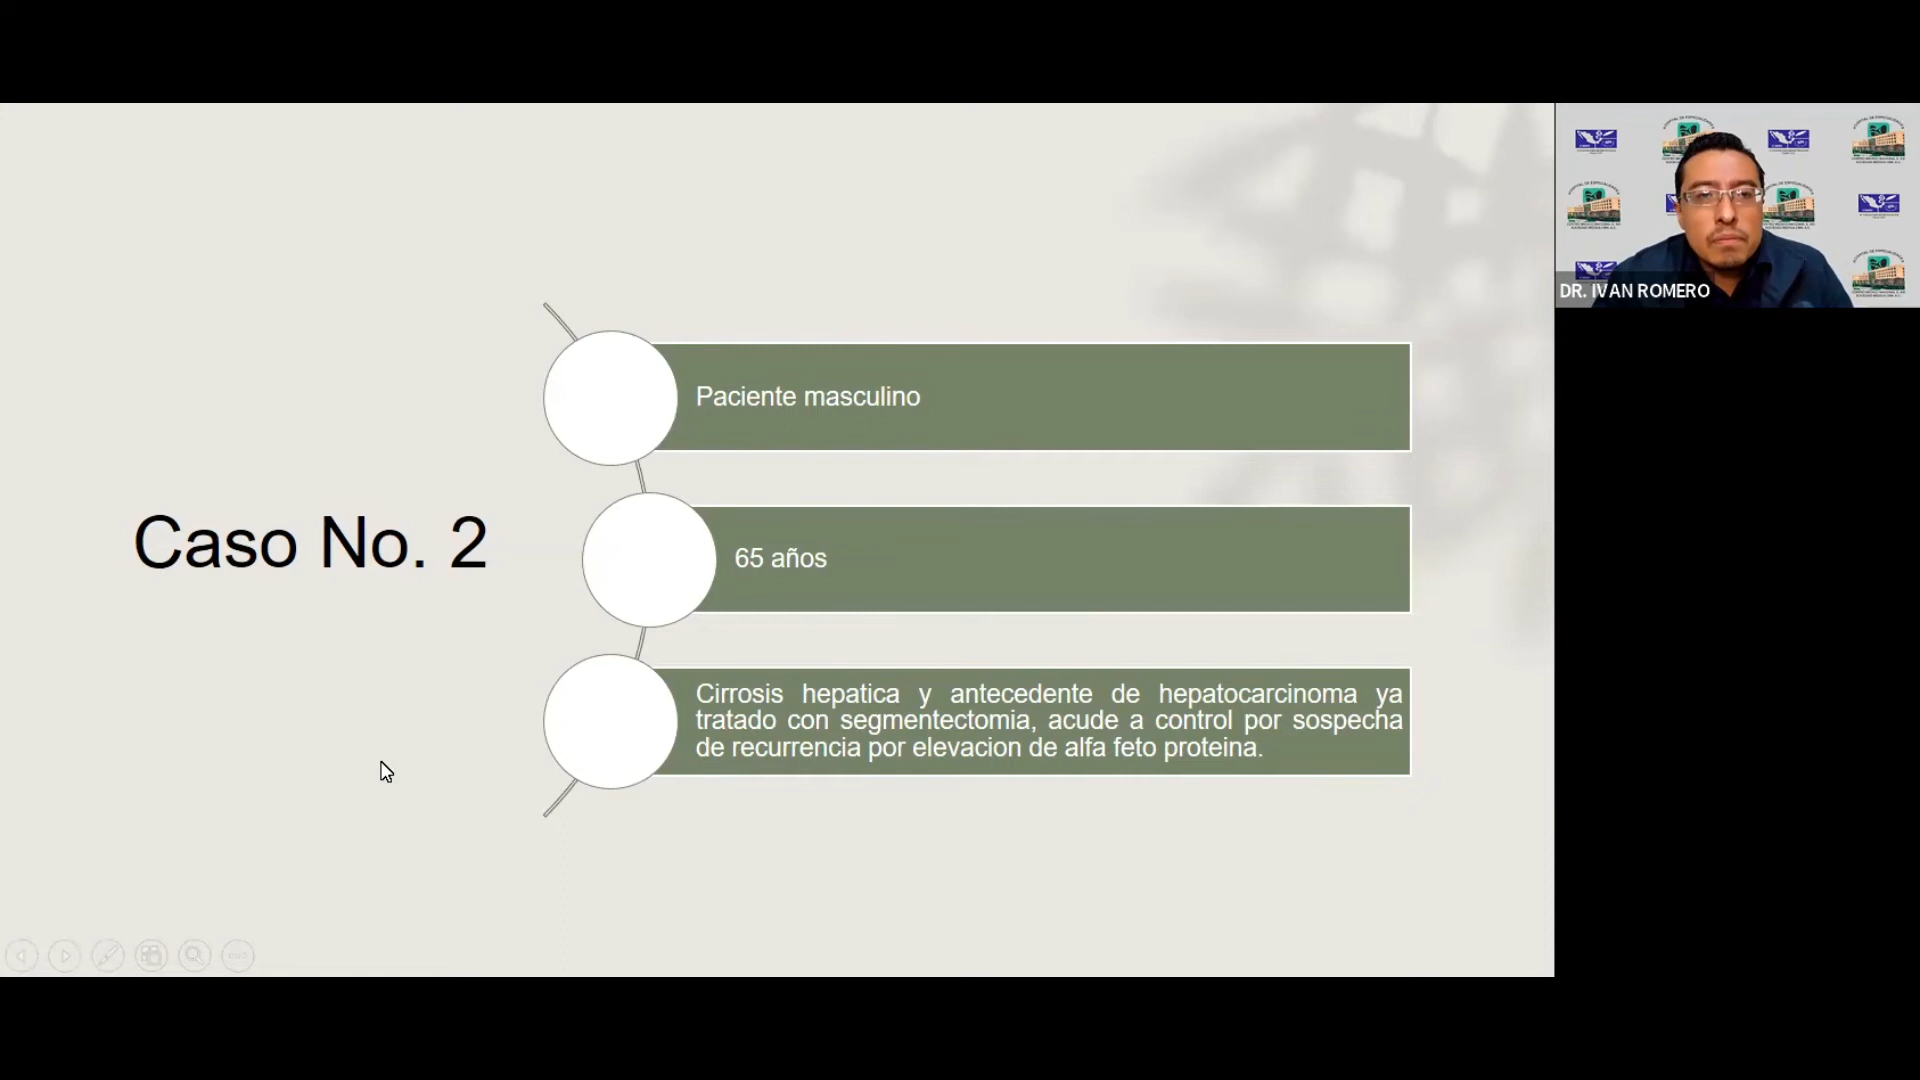 Caso No. 2
Paciente masculino
65 años
Cirrosis hepatica y antecedente de hepatocarcinoma ya
tratado con segmentectomia, acude a control por sospecha
de recurrencia por elevacion de alfa feto proteina.
DR. IVAN ROMERO